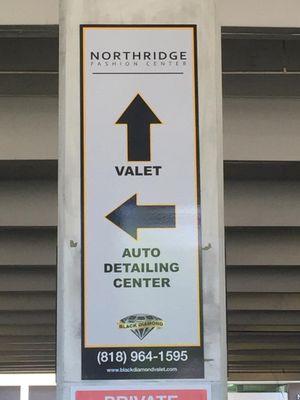 NORTHRIDGE
FASHION CENTER
VALET
AUTO
DETAILING
CENTER
BLACK DIAMOND
(818) 964-1595
www.blackdiamondvalet.com
PRIVATE